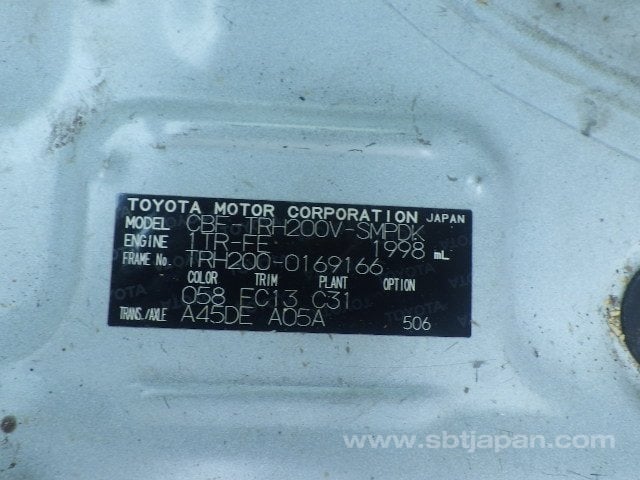 TOYOTA MOTOR CORPORATION JAPAN
MODEL CBF-TRH200V-SMPDK
ENGINE 1TR-FE 1998 mL
FRAME No. TRH200-0169166
COLOR TRIM PLANT OPTION
058 EC13 C31
TRANS./AXLE A45DE A05A 506
www.sbtjapan.com